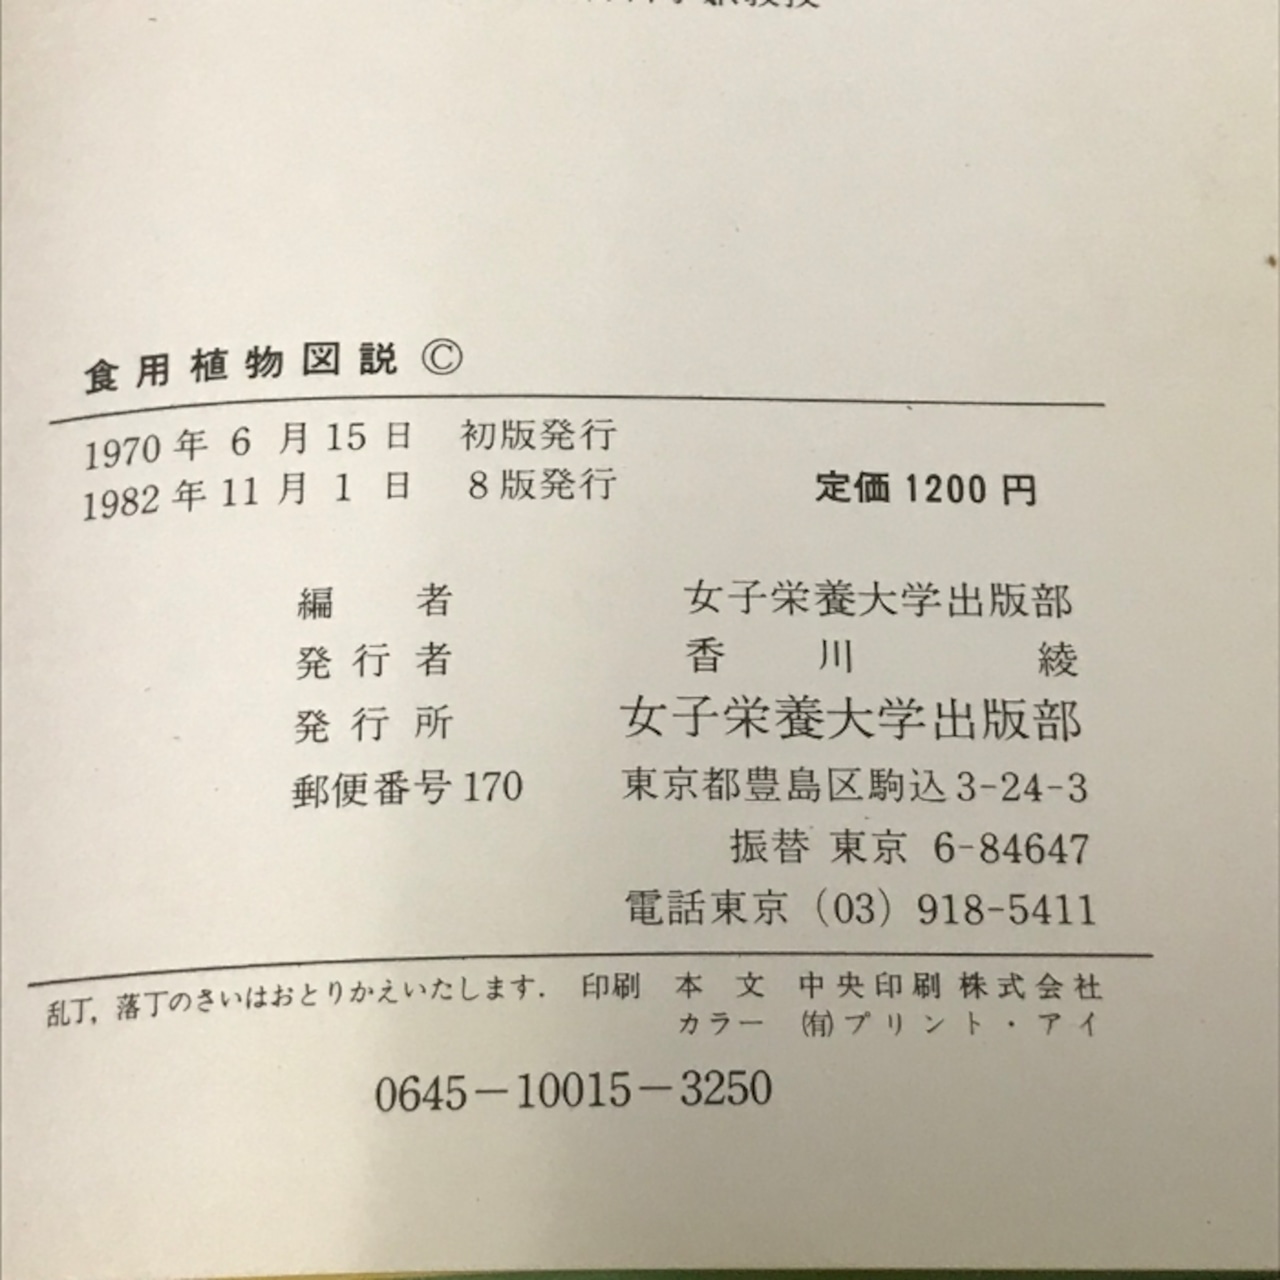 教授
食用植物図説 ©
1970年6月15日 初版発行
1982年11月1日 8版発行 定価1200円
編者 女子栄養大学出版部
発行者 香川綾
発行所 女子栄養大学出版部
郵便番号170 東京都豊島区駒込3-24-3
振替 東京 6-84647
電話東京 (03) 918-5411
乱丁,落丁のさいはおとりかえいたします. 印刷 本文 中央印刷株式会社
カラー ㈲プリント・アイ
0645-10015-3250